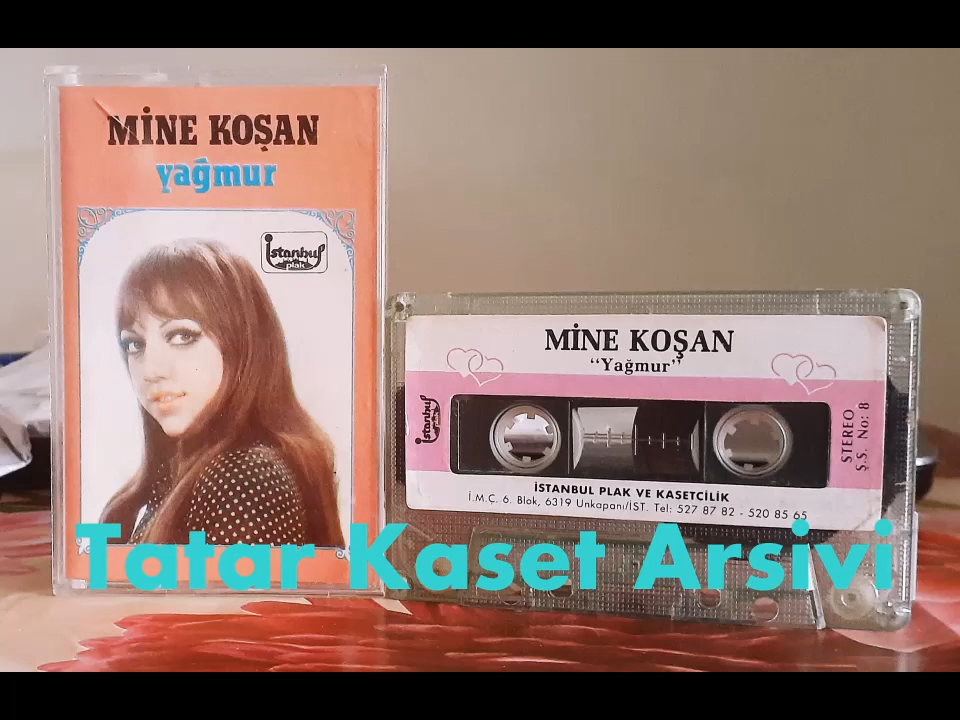 MİNE KOŞAN
yağmur
İstanbul
plak
MİNE KOŞAN
“Yağmur”
İstanbul
STEREO
Ş.S. No: 8
İSTANBUL PLAK VE KASETCİLİK
İ.M.Ç. 6. Blok, 6319 Unkapanı/İST. Tel: 527 87 82 - 520 85 65
Tatar Kaset Arsivi